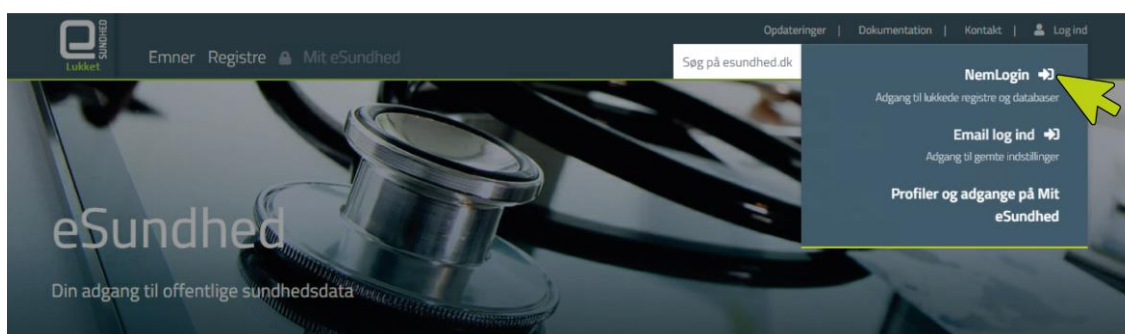 SUNDHED
Lukket
Opdateringer | Dokumentation | Kontakt | Log ind
Emner Registre Mit eSundhed
Søg på esundhed.dk
NemLogin
Adgang til lukkede registre og databaser
Email log ind
Adgang til gemte indstillinger
Profiler og adgange på Mit
eSundhed
eSundhed
Din adgang til offentlige sundhedsdata